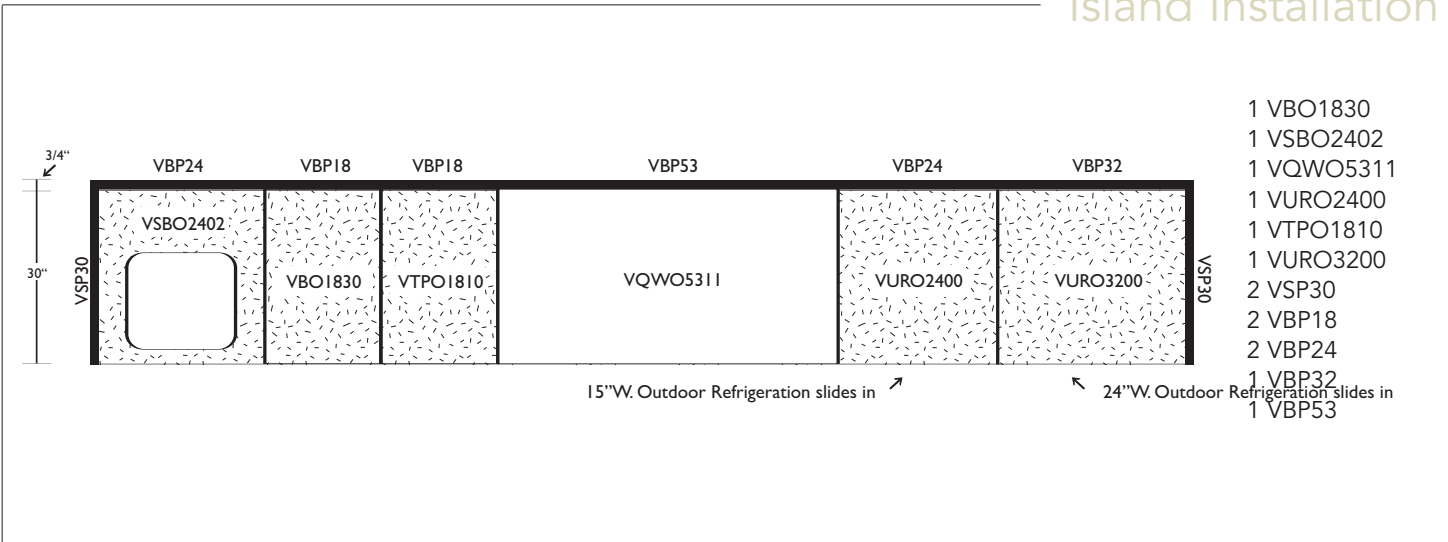 Island Installation
3/4“
VBP24
VBP18
VBP18
VBP53
VBP24
VBP32
VSBO2402
30“
VSP30
VBO1830
VTPO1810
VQWO5311
VURO2400
VURO3200
VSP30
15”W. Outdoor Refrigeration slides in
24”W. Outdoor Refrigeration slides in
1 VBO1830
1 VSBO2402
1 VQWO5311
1 VURO2400
1 VTPO1810
1 VURO3200
2 VSP30
2 VBP18
2 VBP24
1 VBP32
1 VBP53